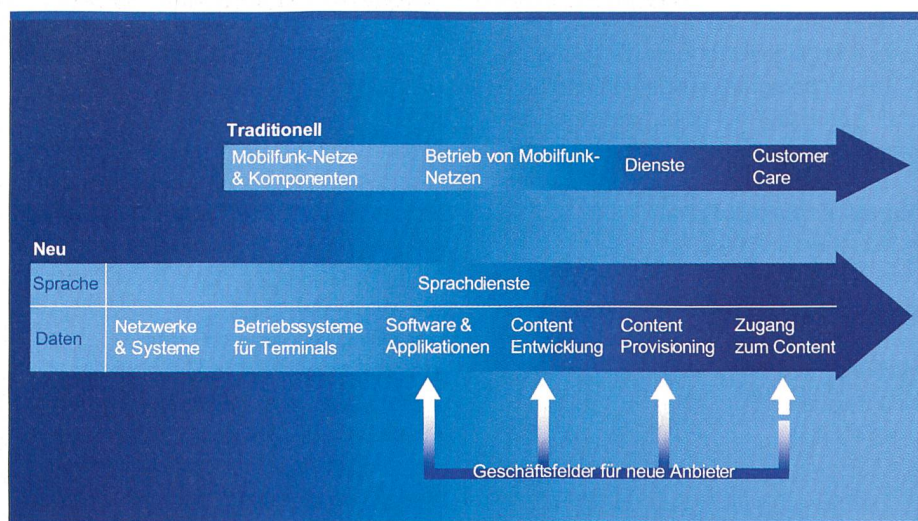 Traditionell
Mobilfunk-Netze
& Komponenten
Betrieb von Mobilfunk-
Netzen
Dienste
Customer
Care
Neu
Sprache
Sprachdienste
Daten
Netzwerke
& Systeme
Betriebssysteme
für Terminals
Software &
Applikationen
Content
Entwicklung
Content
Provisioning
Zugang
zum Content
Geschäftsfelder für neue Anbieter